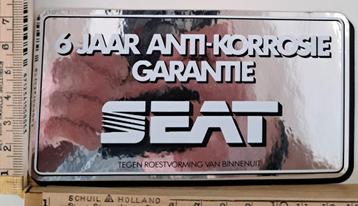 6 JAAR ANTI-KORROSIE
GARANTIE
SEAT
TEGEN ROESTVORMING VAN BINNENUIT
SCHUIL HOLLAND